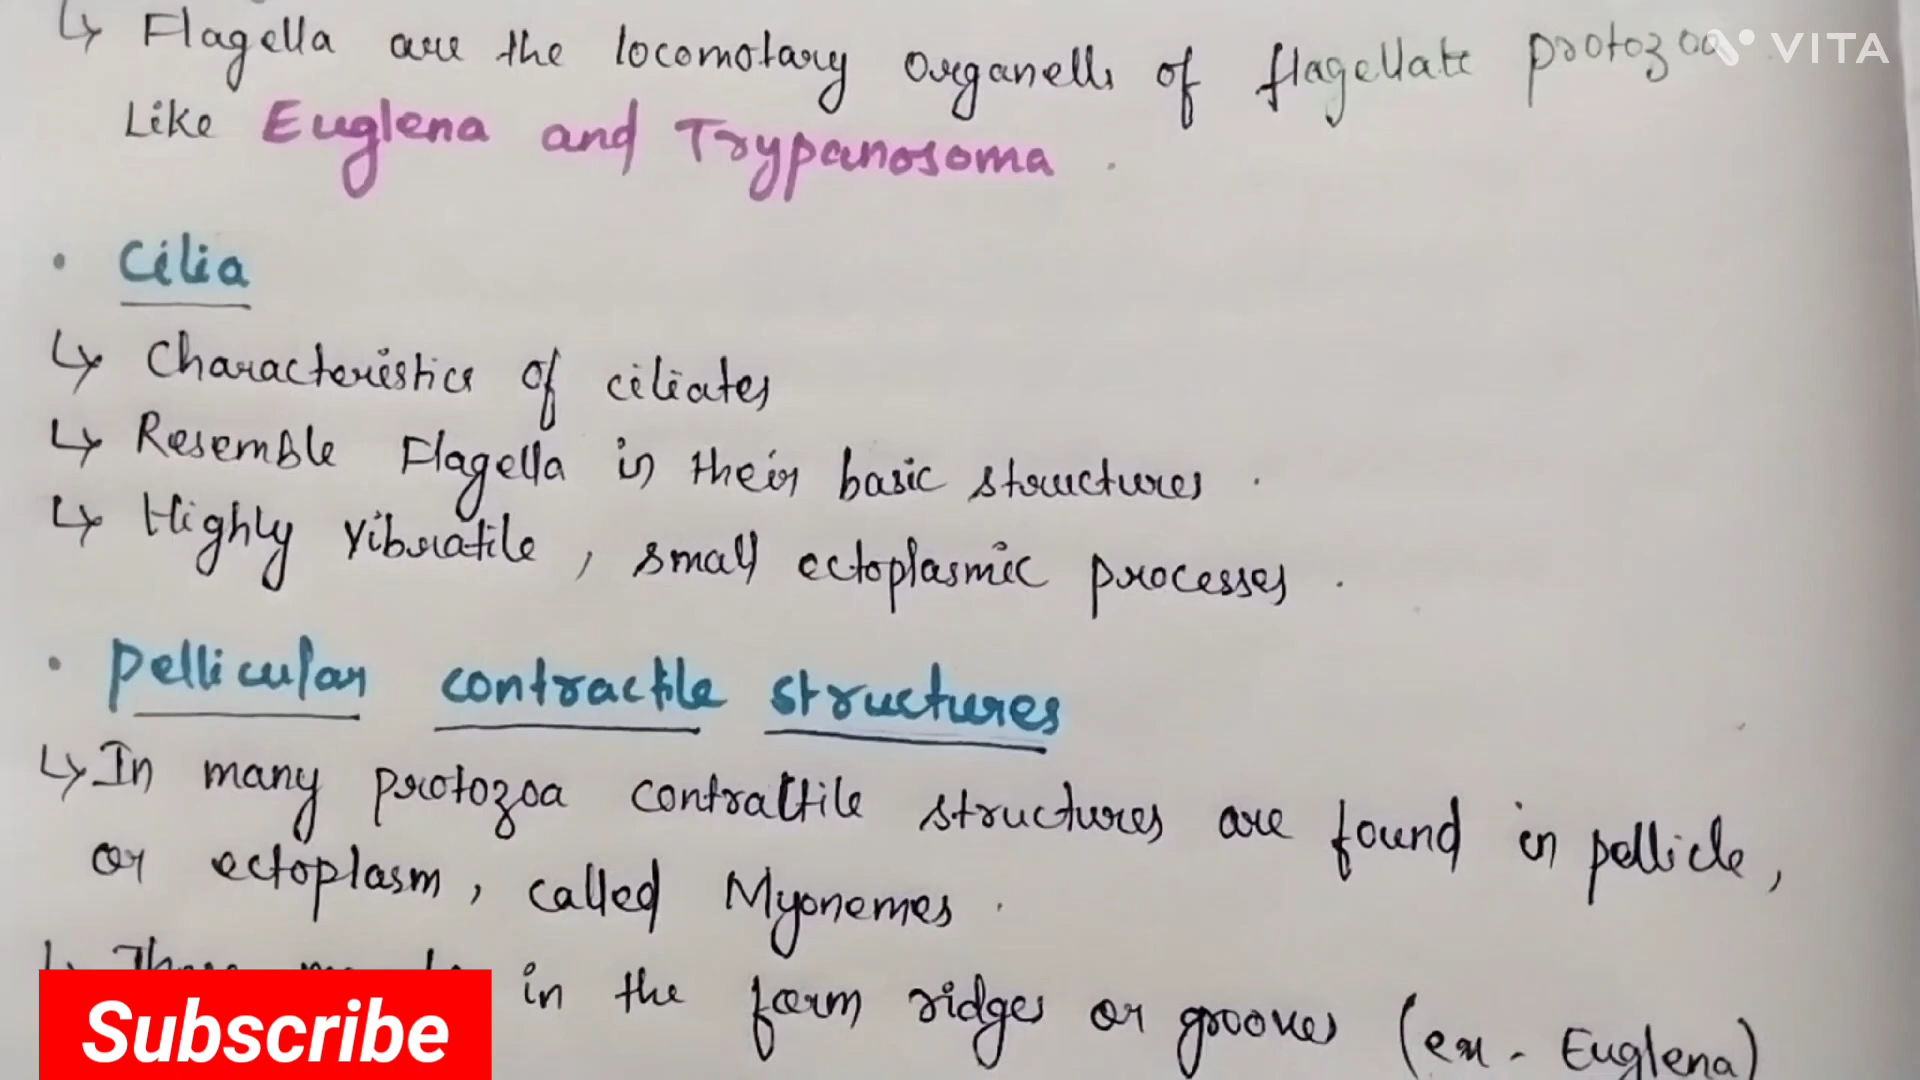 ↳ Flagella are the locomotary organells of flagellate protozoa
VITA
Like Euglena and Trypanosoma.
• Cilia
↳ Characteristics of ciliates
↳ Resemble Flagella in their basic structures.
↳ Highly vibratile, small ectoplasmic processes.
• Pellicular contractile structures
↳ In many protozoa contractile structures are found in pellicle,
or ectoplasm, called Myonemes.
in the form ridges or grooves (ex - Euglena)
Subscribe